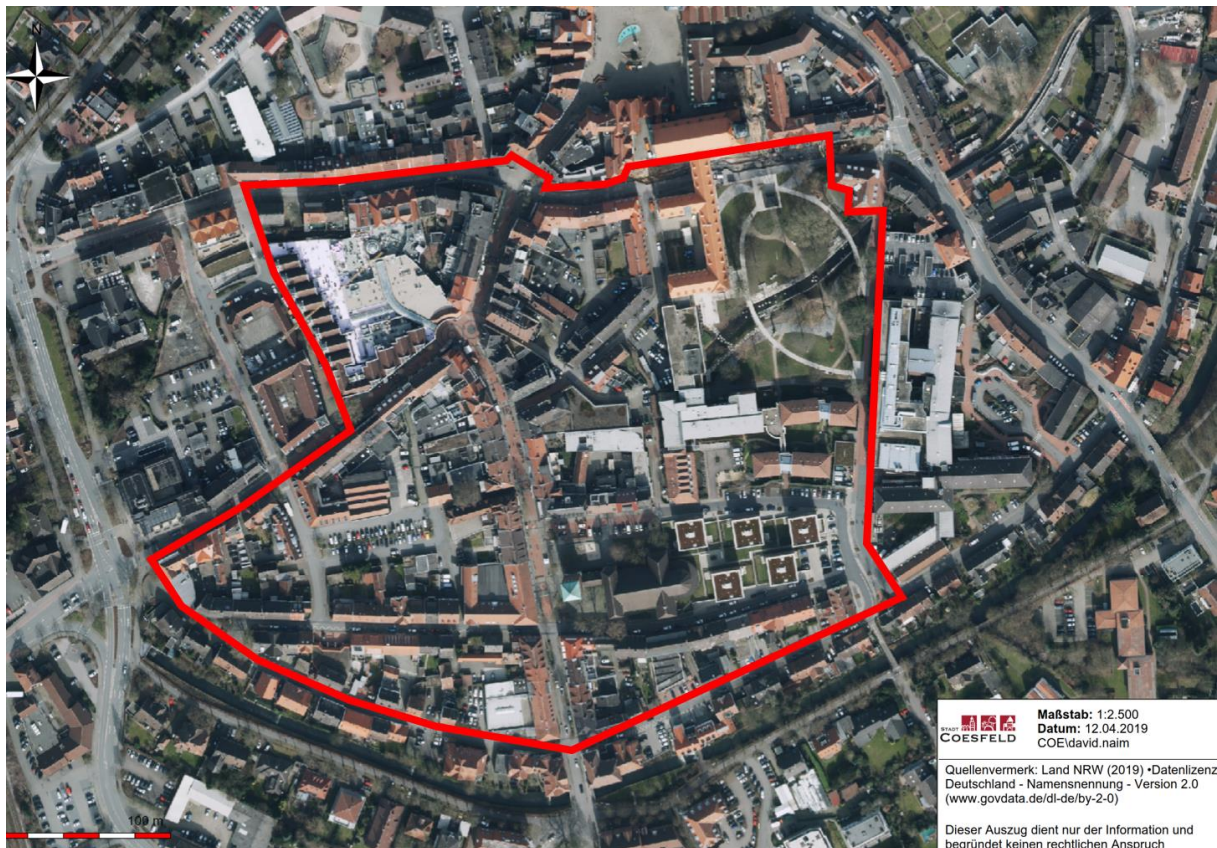 N
STADT
COESFELD
Maßstab: 1:2.500
Datum: 12.04.2019
COE\david.naim
Quellenvermerk: Land NRW (2019) •Datenlizenz
Deutschland - Namensnennung - Version 2.0
(www.govdata.de/dl-de/by-2-0)
Dieser Auszug dient nur der Information und
begründet keinen rechtlichen Anspruch
100 m